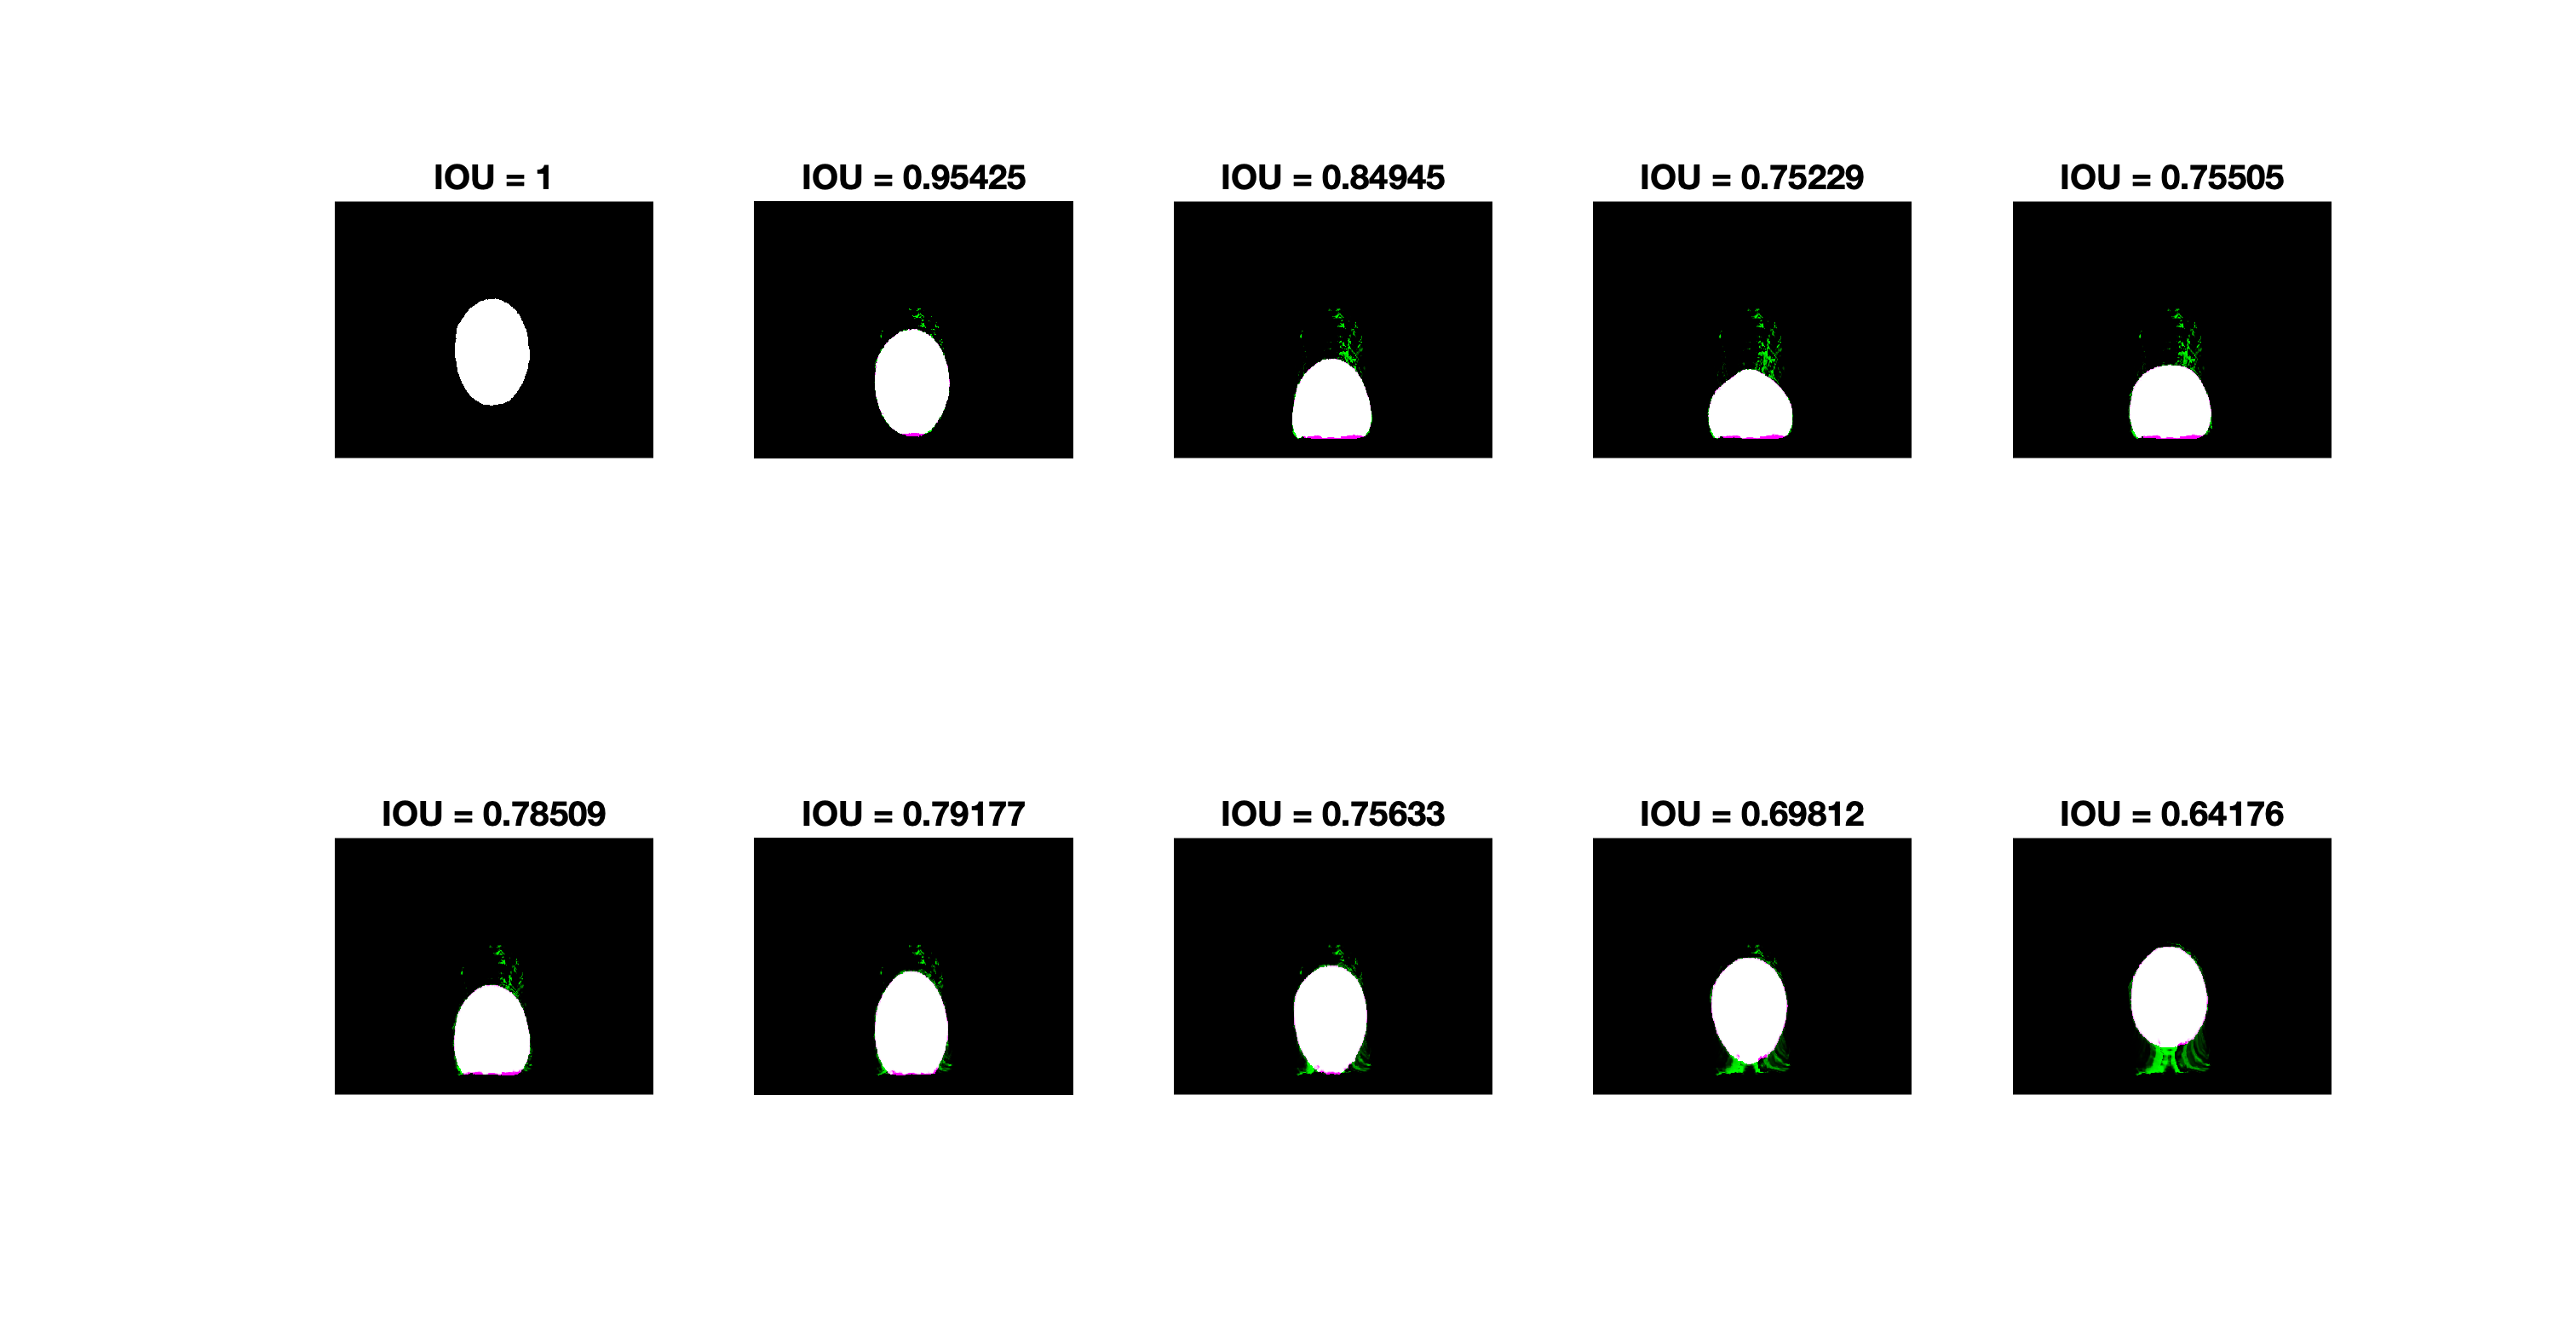 IOU = 1
IOU = 0.95425
IOU = 0.84945
IOU = 0.75229
IOU = 0.75505
IOU = 0.78509
IOU = 0.79177
IOU = 0.75633
IOU = 0.69812
IOU = 0.64176